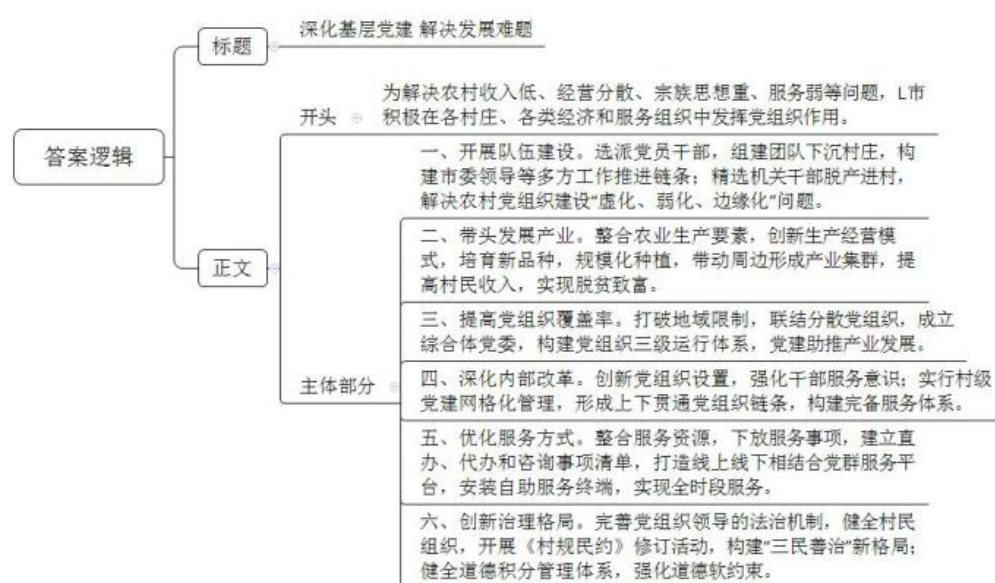 答案逻辑
标题
深化基层党建 解决发展难题
正文
开头
为解决农村收入低、经营分散、宗族思想重、服务弱等问题，L市
积极在各村庄、各类经济和服务组织中发挥党组织作用。
主体部分
一、开展队伍建设。选派党员干部，组建团队下沉村庄，构
建市委领导等多方工作推进链条；精选机关干部脱产进村，
解决农村党组织建设“虚化、弱化、边缘化”问题。
二、带头发展产业。整合农业生产要素，创新生产经营模
式，培育新品种，规模化种植，带动周边形成产业集群，提
高村民收入，实现脱贫致富。
三、提高党组织覆盖率。打破地域限制，联结分散党组织，成立
综合体党委，构建党组织三级运行体系，党建助推产业发展。
四、深化内部改革。创新党组织设置，强化干部服务意识；实行村级
党建网格化管理，形成上下贯通党组织链条，构建完备服务体系。
五、优化服务方式。整合服务资源，下放服务事项，建立直
办、代办和咨询事项清单，打造线上线下相结合党群服务平
台，安装自助服务终端，实现全时段服务。
六、创新治理格局。完善党组织领导的法治机制，健全村民
组织，开展《村规民约》修订活动，构建“三民善治”新格局；
健全道德积分管理体系，强化道德软约束。